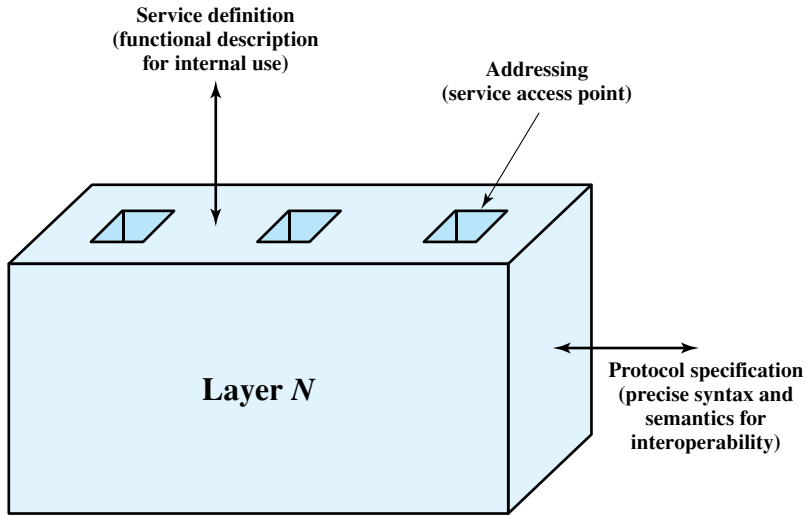 Service definition
(functional description
for internal use)
Addressing
(service access point)
Layer N
Protocol specification
(precise syntax and
semantics for
interoperability)